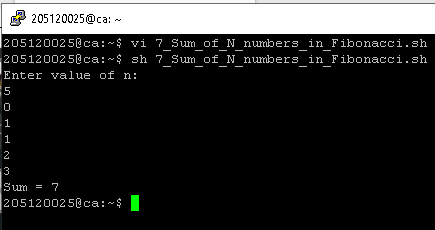 205120025@ca: ~
205120025@ca:~$ vi 7_Sum_of_N_numbers_in_Fibonacci.sh
205120025@ca:~$ sh 7_Sum_of_N_numbers_in_Fibonacci.sh
Enter value of n:
5
0
1
1
2
3
Sum = 7
205120025@ca:~$